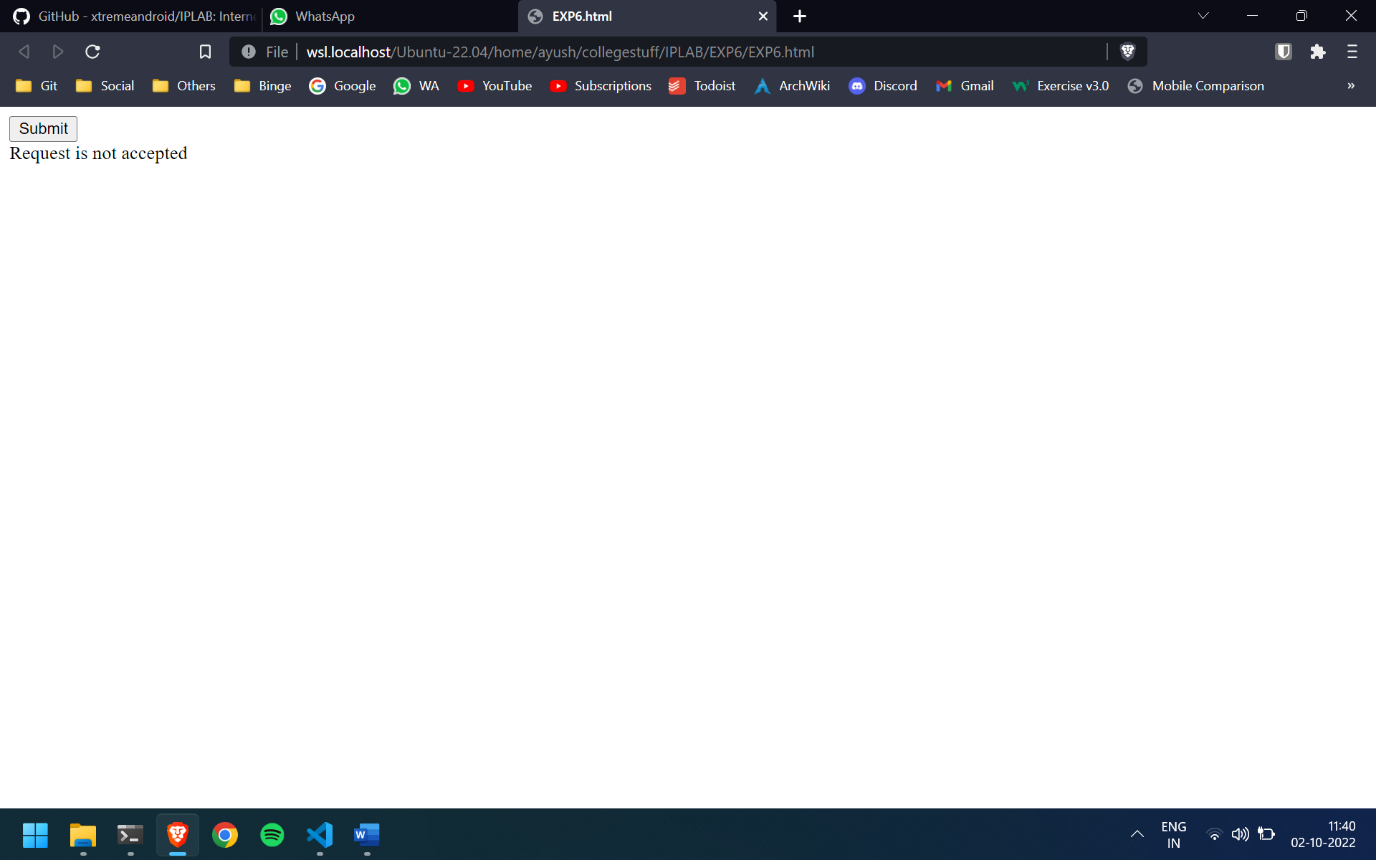 GitHub - xtremeandroid/IPLAB: Intern
WhatsApp
EXP6.html
File wsl.localhost/Ubuntu-22.04/home/ayush/collegestuff/IPLAB/EXP6/EXP6.html
Git Social Others Binge Google WA YouTube Subscriptions Todoist ArchWiki Discord Gmail Exercise v3.0 Mobile Comparison »
Submit
Request is not accepted
ENG
IN
11:40
02-10-2022